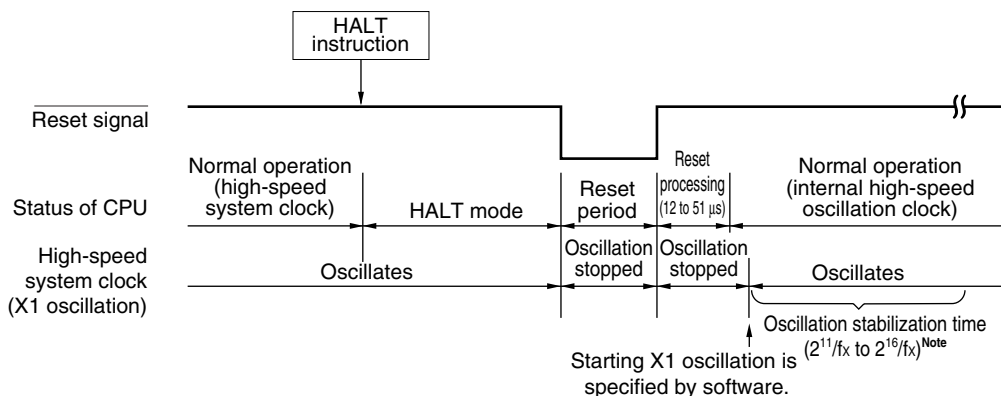 HALT
instruction
Reset signal
Status of CPU
Normal operation
(high-speed
system clock)
HALT mode
Reset
period
Reset
processing
(12 to 51 μs)
Normal operation
(internal high-speed
oscillation clock)
High-speed
system clock
(X1 oscillation)
Oscillates
Oscillation
stopped
Oscillation
stopped
Oscillates
Oscillation stabilization time
(2¹¹/fx to 2¹⁶/fx)Note
Starting X1 oscillation is
specified by software.